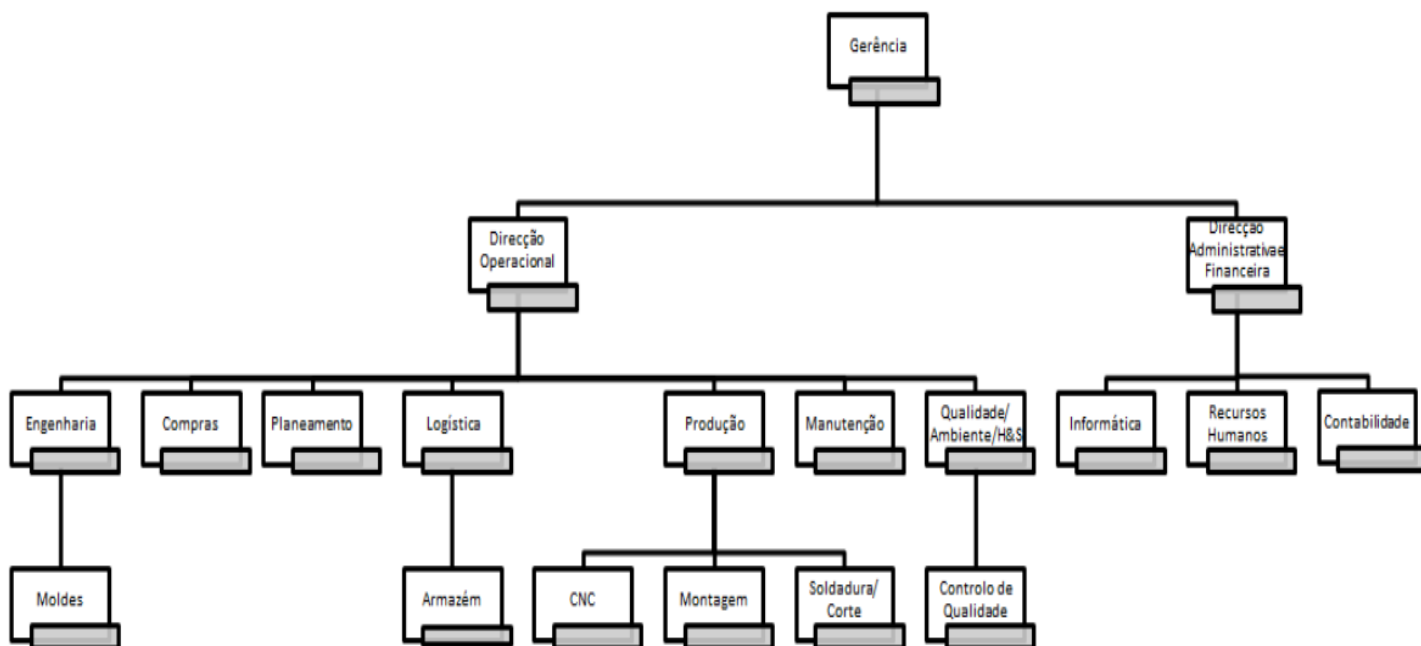 Gerência
Direcção
Operacional
Direcção
Administrativae
Financeira
Engenharia
Compras
Planeamento
Logística
Produção
Manutenção
Qualidade/
Ambiente/H&S
Informática
Recursos
Humanos
Contabilidade
Moldes
Armazém
CNC
Montagem
Soldadura/
Corte
Controlo de
Qualidade